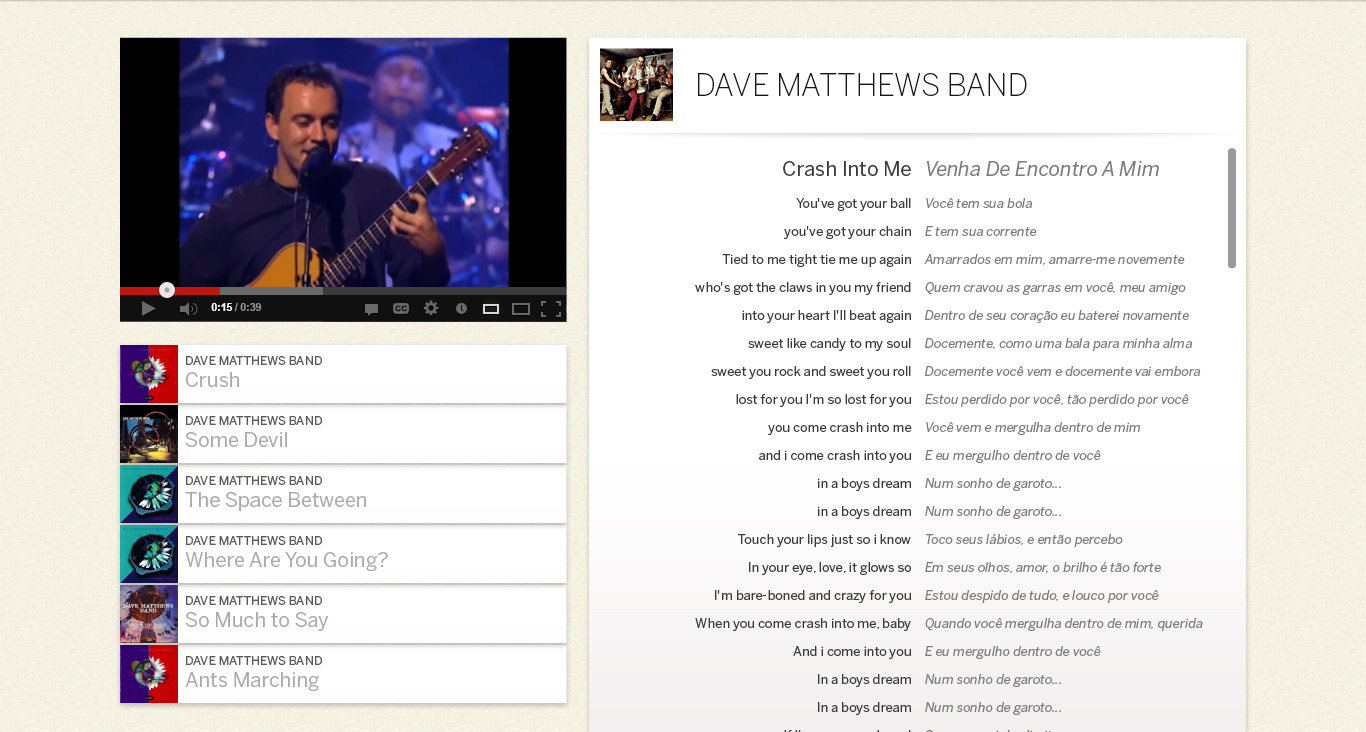 0:15 / 0:39
CC
DAVE MATTHEWS BAND
Crush
DAVE MATTHEWS BAND
Some Devil
DAVE MATTHEWS BAND
The Space Between
DAVE MATTHEWS BAND
Where Are You Going?
DAVE MATTHEWS BAND
So Much to Say
DAVE MATTHEWS BAND
Ants Marching
DAVE MATTHEWS BAND
Crash Into Me Venha De Encontro A Mim
You've got your ball Você tem sua bola
you've got your chain E tem sua corrente
Tied to me tight tie me up again Amarrados em mim, amarre-me novemente
who's got the claws in you my friend Quem cravou as garras em você, meu amigo
into your heart I'll beat again Dentro de seu coração eu baterei novamente
sweet like candy to my soul Docemente, como uma bala para minha alma
sweet you rock and sweet you roll Docemente você vem e docemente vai embora
lost for you I'm so lost for you Estou perdido por você, tão perdido por você
you come crash into me Você vem e mergulha dentro de mim
and i come crash into you E eu mergulho dentro de você
in a boys dream Num sonho de garoto...
in a boys dream Num sonho de garoto...
Touch your lips just so i know Toco seus lábios, e então percebo
In your eye, love, it glows so Em seus olhos, amor, o brilho é tão forte
I'm bare-boned and crazy for you Estou despido de tudo, e louco por você
When you come crash into me, baby Quando você mergulha dentro de mim, querida
And i come into you E eu mergulho dentro de você
In a boys dream Num sonho de garoto...
In a boys dream Num sonho de garoto...